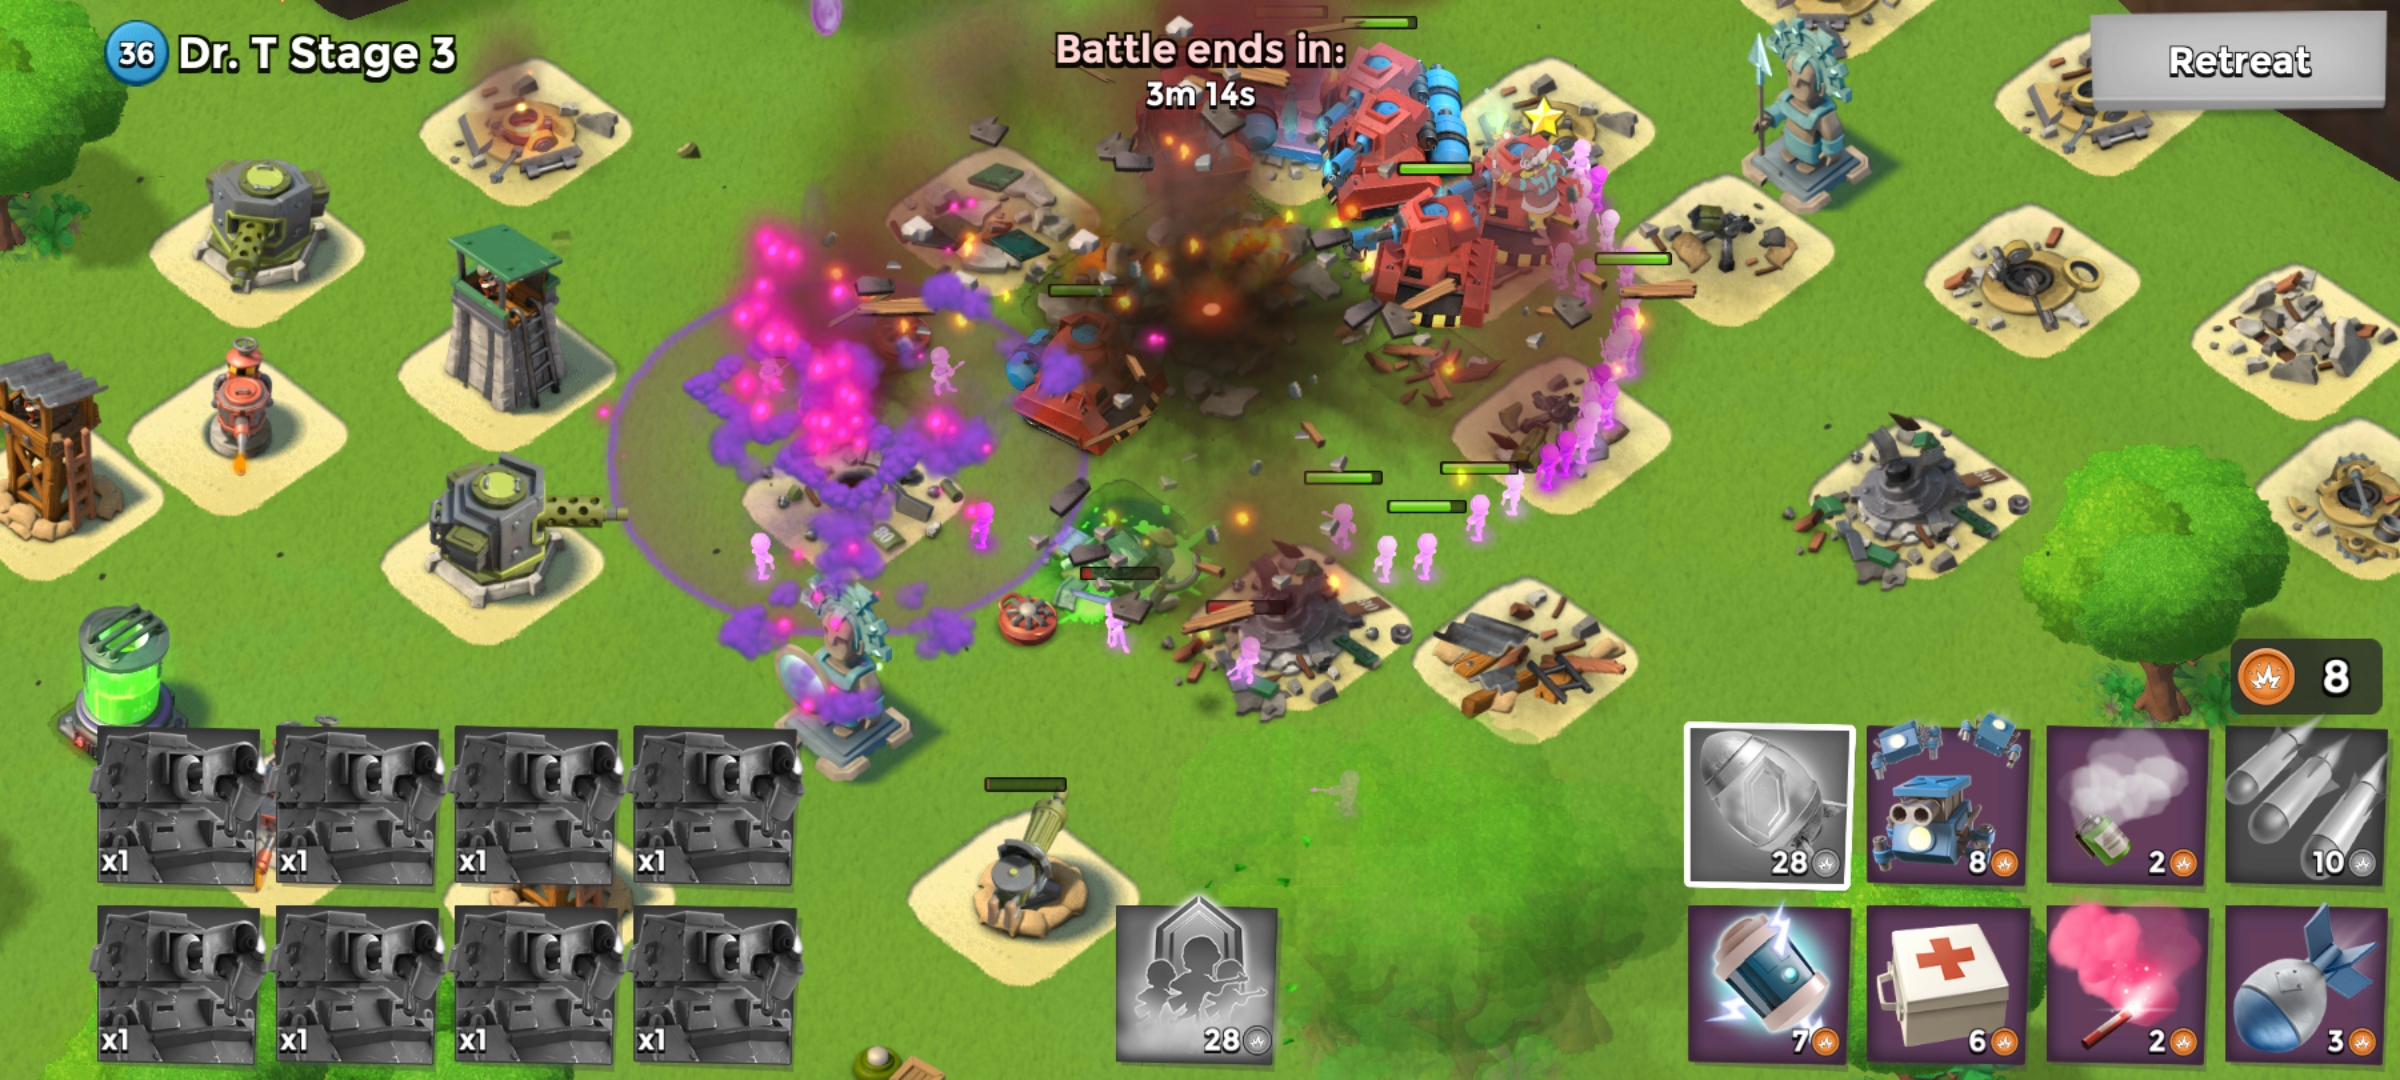 36 Dr. T Stage 3
Battle ends in:
3m 14s
Retreat
8
x1 x1 x1 x1
28 8 2 10
x1 x1 x1 x1
28
7 6 2 3